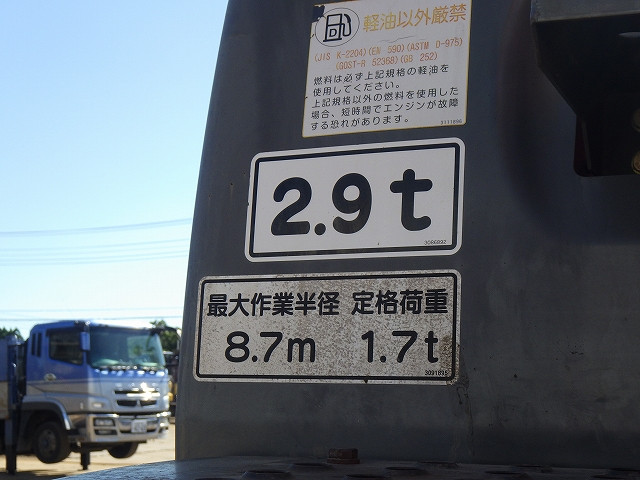 軽油以外厳禁
(JIS K-2204)(EN 590)(ASTM D-975)
(GOST-R 52368)(GB 252)
燃料は必ず上記規格の軽油を
使用してください。
上記規格以外の燃料を使用した
場合、短時間でエンジンが故障
する恐れがあります。
3111896
2.9t
3086892
最大作業半径 定格荷重
8.7m 1.7t
3091695